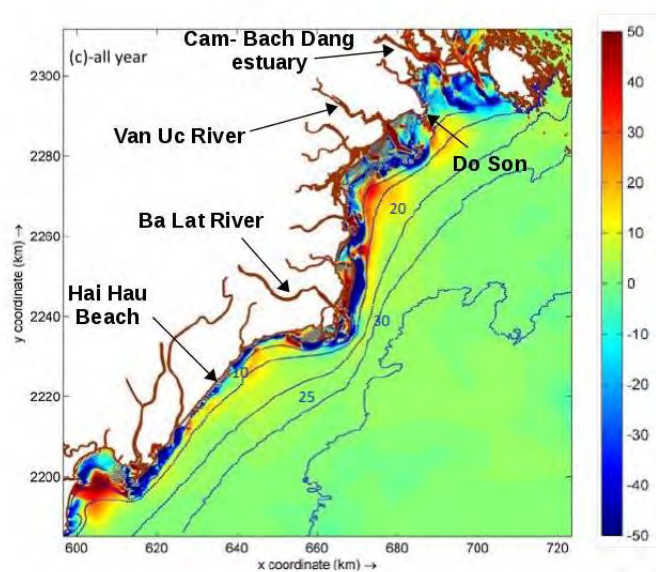 (c)-all year
Cam- Bach Dang
estuary
Van Uc River
Do Son
Ba Lat River
Hai Hau
Beach
20
30
10
25
y coordinate (km) →
2300
2280
2260
2240
2220
2200
600
620
640
660
680
700
720
x coordinate (km) →
50
40
30
20
10
0
-10
-20
-30
-40
-50